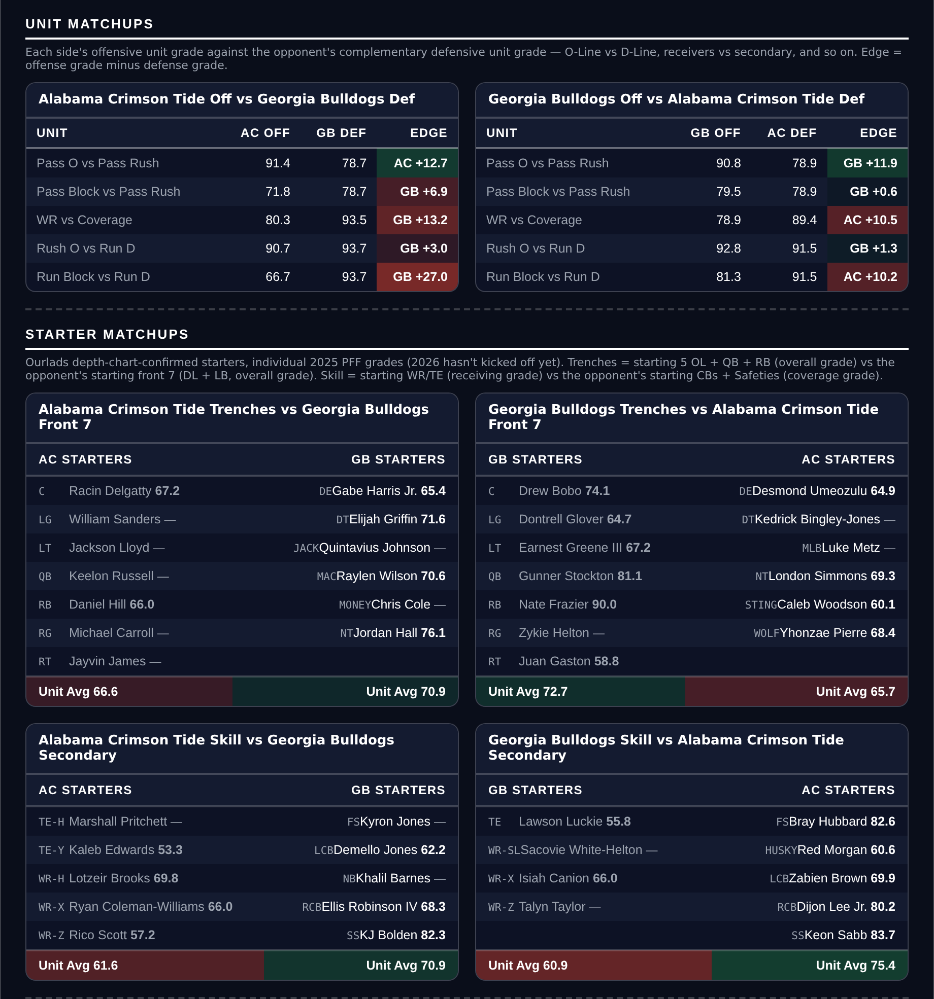 UNIT MATCHUPS
Each side's offensive unit grade against the opponent's complementary defensive unit grade — O-Line vs D-Line, receivers vs secondary, and so on. Edge =
offense grade minus defense grade.
Alabama Crimson Tide Off vs Georgia Bulldogs Def
UNIT AC OFF GB DEF EDGE
Pass O vs Pass Rush 91.4 78.7 AC +12.7
Pass Block vs Pass Rush 71.8 78.7 GB +6.9
WR vs Coverage 80.3 93.5 GB +13.2
Rush O vs Run D 90.7 93.7 GB +3.0
Run Block vs Run D 66.7 93.7 GB +27.0
Georgia Bulldogs Off vs Alabama Crimson Tide Def
UNIT GB OFF AC DEF EDGE
Pass O vs Pass Rush 90.8 78.9 GB +11.9
Pass Block vs Pass Rush 79.5 78.9 GB +0.6
WR vs Coverage 78.9 89.4 AC +10.5
Rush O vs Run D 92.8 91.5 GB +1.3
Run Block vs Run D 81.3 91.5 AC +10.2
STARTER MATCHUPS
Ourlads depth-chart-confirmed starters, individual 2025 PFF grades (2026 hasn't kicked off yet). Trenches = starting 5 OL + QB + RB (overall grade) vs the
opponent's starting front 7 (DL + LB, overall grade). Skill = starting WR/TE (receiving grade) vs the opponent's starting CBs + Safeties (coverage grade).
Alabama Crimson Tide Trenches vs Georgia Bulldogs
Front 7
AC STARTERS GB STARTERS
C Racin Delgatty 67.2 DEGabe Harris Jr. 65.4
LG William Sanders — DTElijah Griffin 71.6
LT Jackson Lloyd — JACKQuintavius Johnson —
QB Keelon Russell — MACRaylen Wilson 70.6
RB Daniel Hill 66.0 MONEYChris Cole —
RG Michael Carroll — NTJordan Hall 76.1
RT Jayvin James —
Unit Avg 66.6 Unit Avg 70.9
Georgia Bulldogs Trenches vs Alabama Crimson Tide
Front 7
GB STARTERS AC STARTERS
C Drew Bobo 74.1 DEDesmond Umeozulu 64.9
LG Dontrell Glover 64.7 DTKedrick Bingley-Jones —
LT Earnest Greene III 67.2 MLBLuke Metz —
QB Gunner Stockton 81.1 NTLondon Simmons 69.3
RB Nate Frazier 90.0 STINGCaleb Woodson 60.1
RG Zykie Helton — WOLFYhonzae Pierre 68.4
RT Juan Gaston 58.8
Unit Avg 72.7 Unit Avg 65.7
Alabama Crimson Tide Skill vs Georgia Bulldogs
Secondary
AC STARTERS GB STARTERS
TE-H Marshall Pritchett — FSKyron Jones —
TE-Y Kaleb Edwards 53.3 LCBDemello Jones 62.2
WR-H Lotzeir Brooks 69.8 NBKhalil Barnes —
WR-X Ryan Coleman-Williams 66.0 RCBEllis Robinson IV 68.3
WR-Z Rico Scott 57.2 SSKJ Bolden 82.3
Unit Avg 61.6 Unit Avg 70.9
Georgia Bulldogs Skill vs Alabama Crimson Tide
Secondary
GB STARTERS AC STARTERS
TE Lawson Luckie 55.8 FSBray Hubbard 82.6
WR-SLSacovie White-Helton — HUSKYRed Morgan 60.6
WR-X Isiah Canion 66.0 LCBZabien Brown 69.9
WR-Z Talyn Taylor — RCBDijon Lee Jr. 80.2
SSKeon Sabb 83.7
Unit Avg 60.9 Unit Avg 75.4